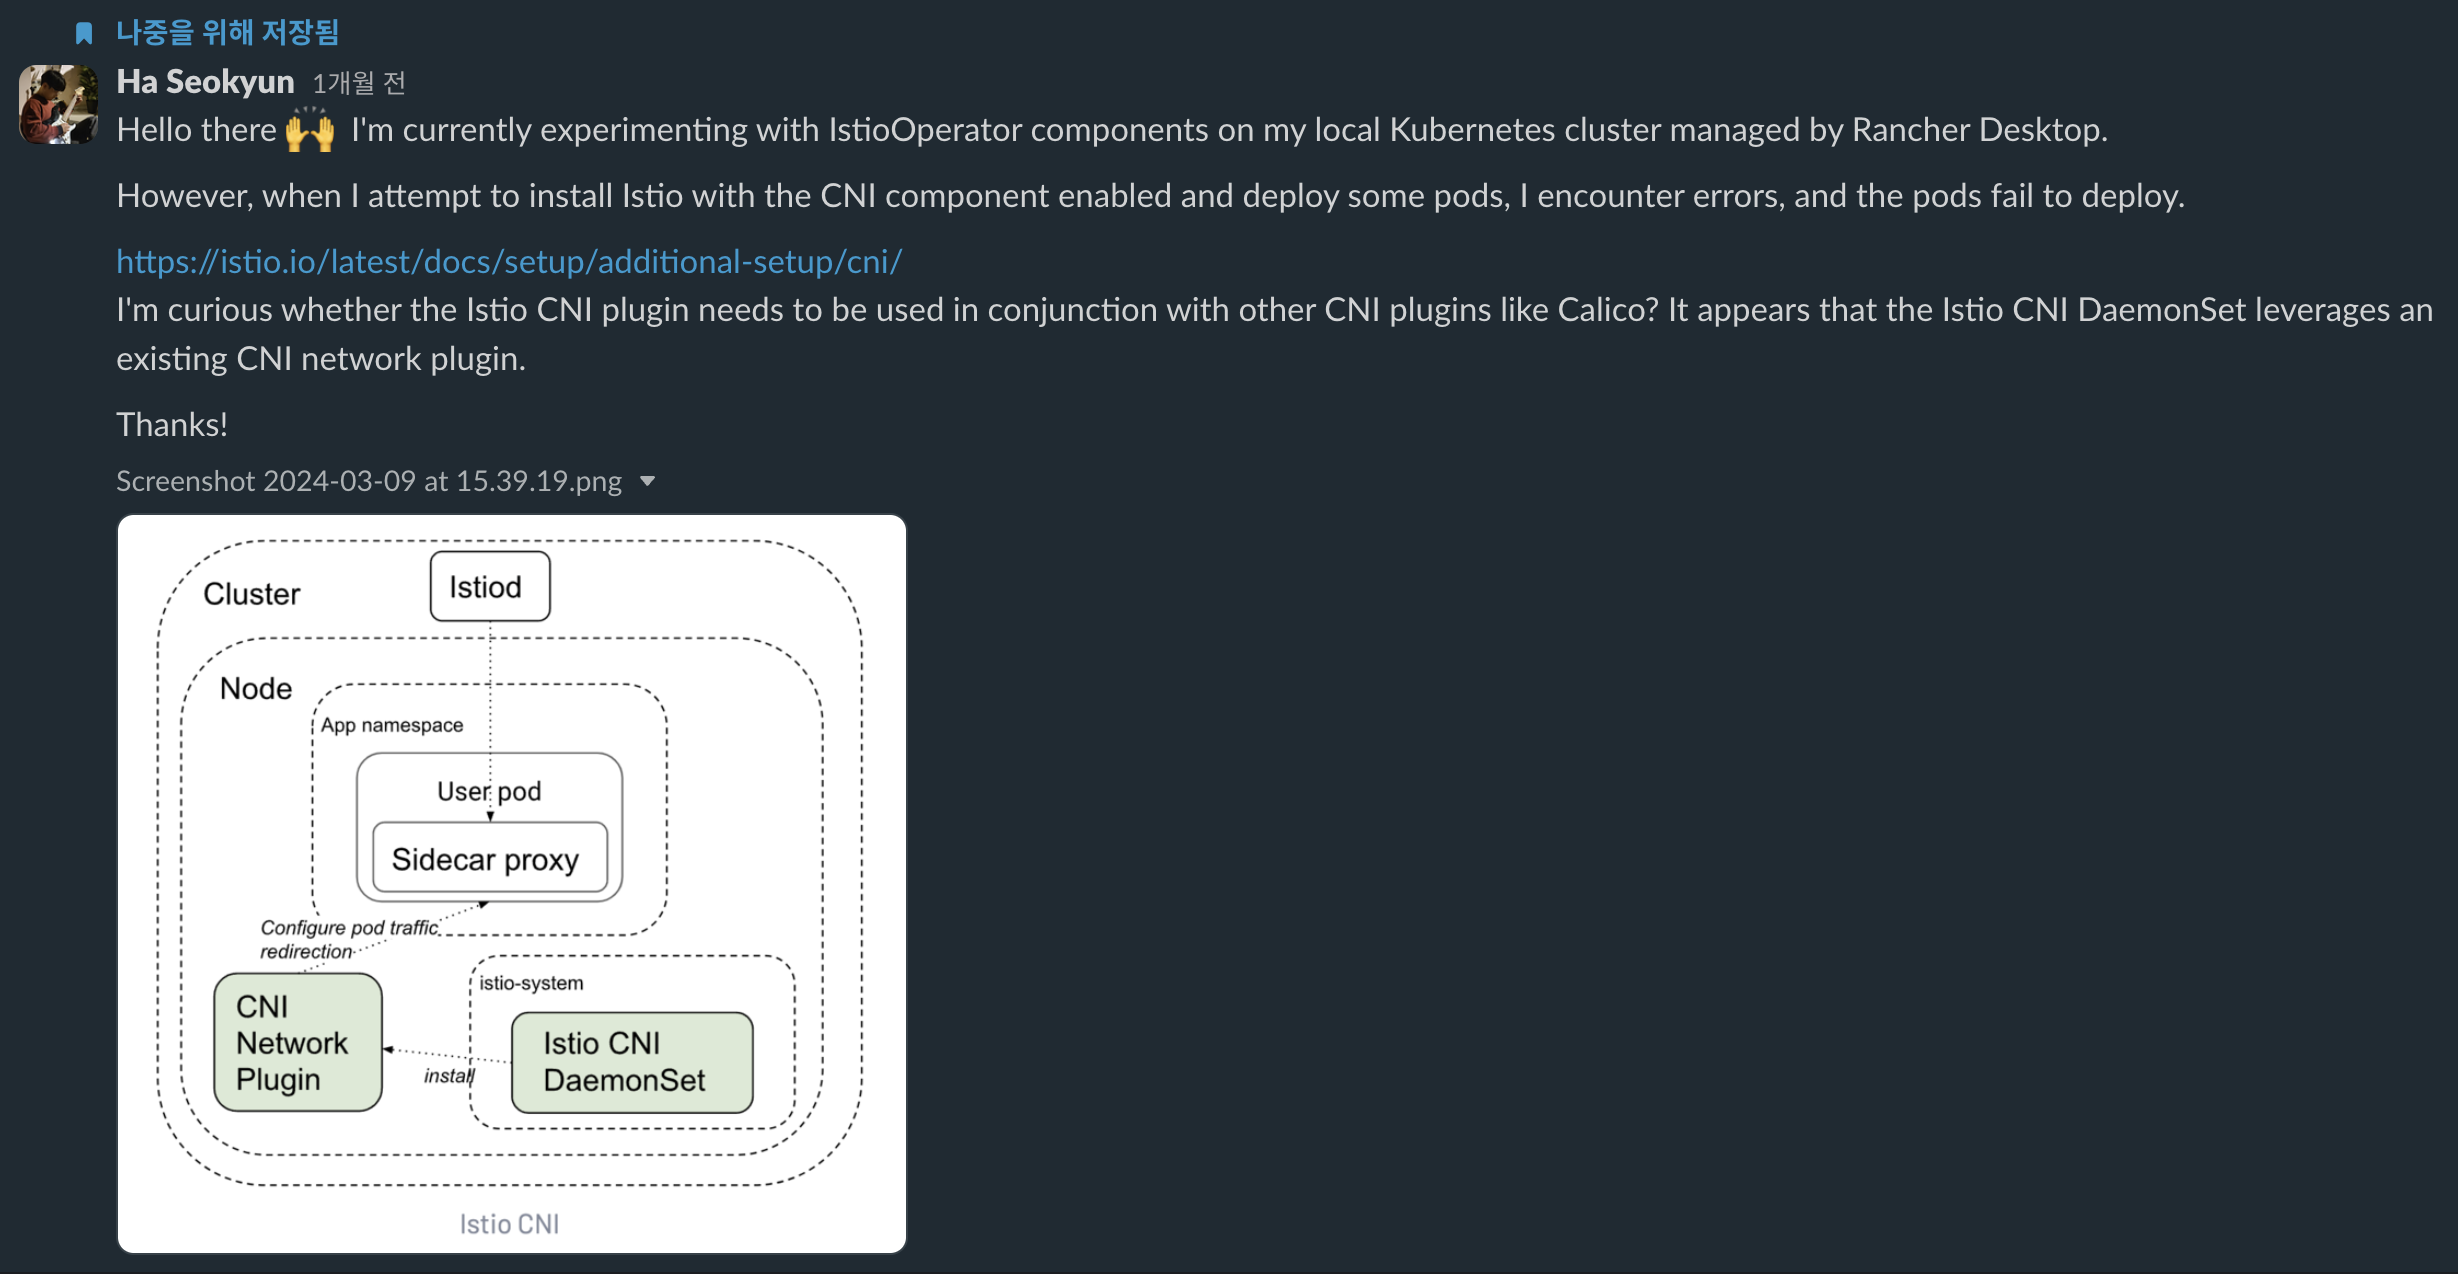 나중을 위해 저장됨
Ha Seokyun 1개월 전
Hello there 🙌 I'm currently experimenting with IstioOperator components on my local Kubernetes cluster managed by Rancher Desktop.
However, when I attempt to install Istio with the CNI component enabled and deploy some pods, I encounter errors, and the pods fail to deploy.
https://istio.io/latest/docs/setup/additional-setup/cni/
I'm curious whether the Istio CNI plugin needs to be used in conjunction with other CNI plugins like Calico? It appears that the Istio CNI DaemonSet leverages an
existing CNI network plugin.
Thanks!
Screenshot 2024-03-09 at 15.39.19.png
Istiod
Cluster
Node
App namespace
User pod
Sidecar proxy
Configure pod traffic
redirection
istio-system
CNI
Network
Plugin
Istio CNI
DaemonSet
install
Istio CNI